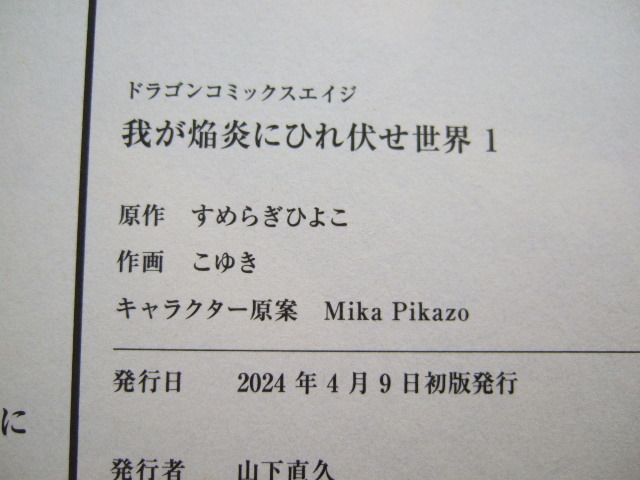 ドラゴンコミックスエイジ
我が焔炎にひれ伏せ世界 1
原作 すめらぎひよこ
作画 こゆき
キャラクター原案 Mika Pikazo
発行日 2024年4月9日初版発行
発行者 山下直久
に